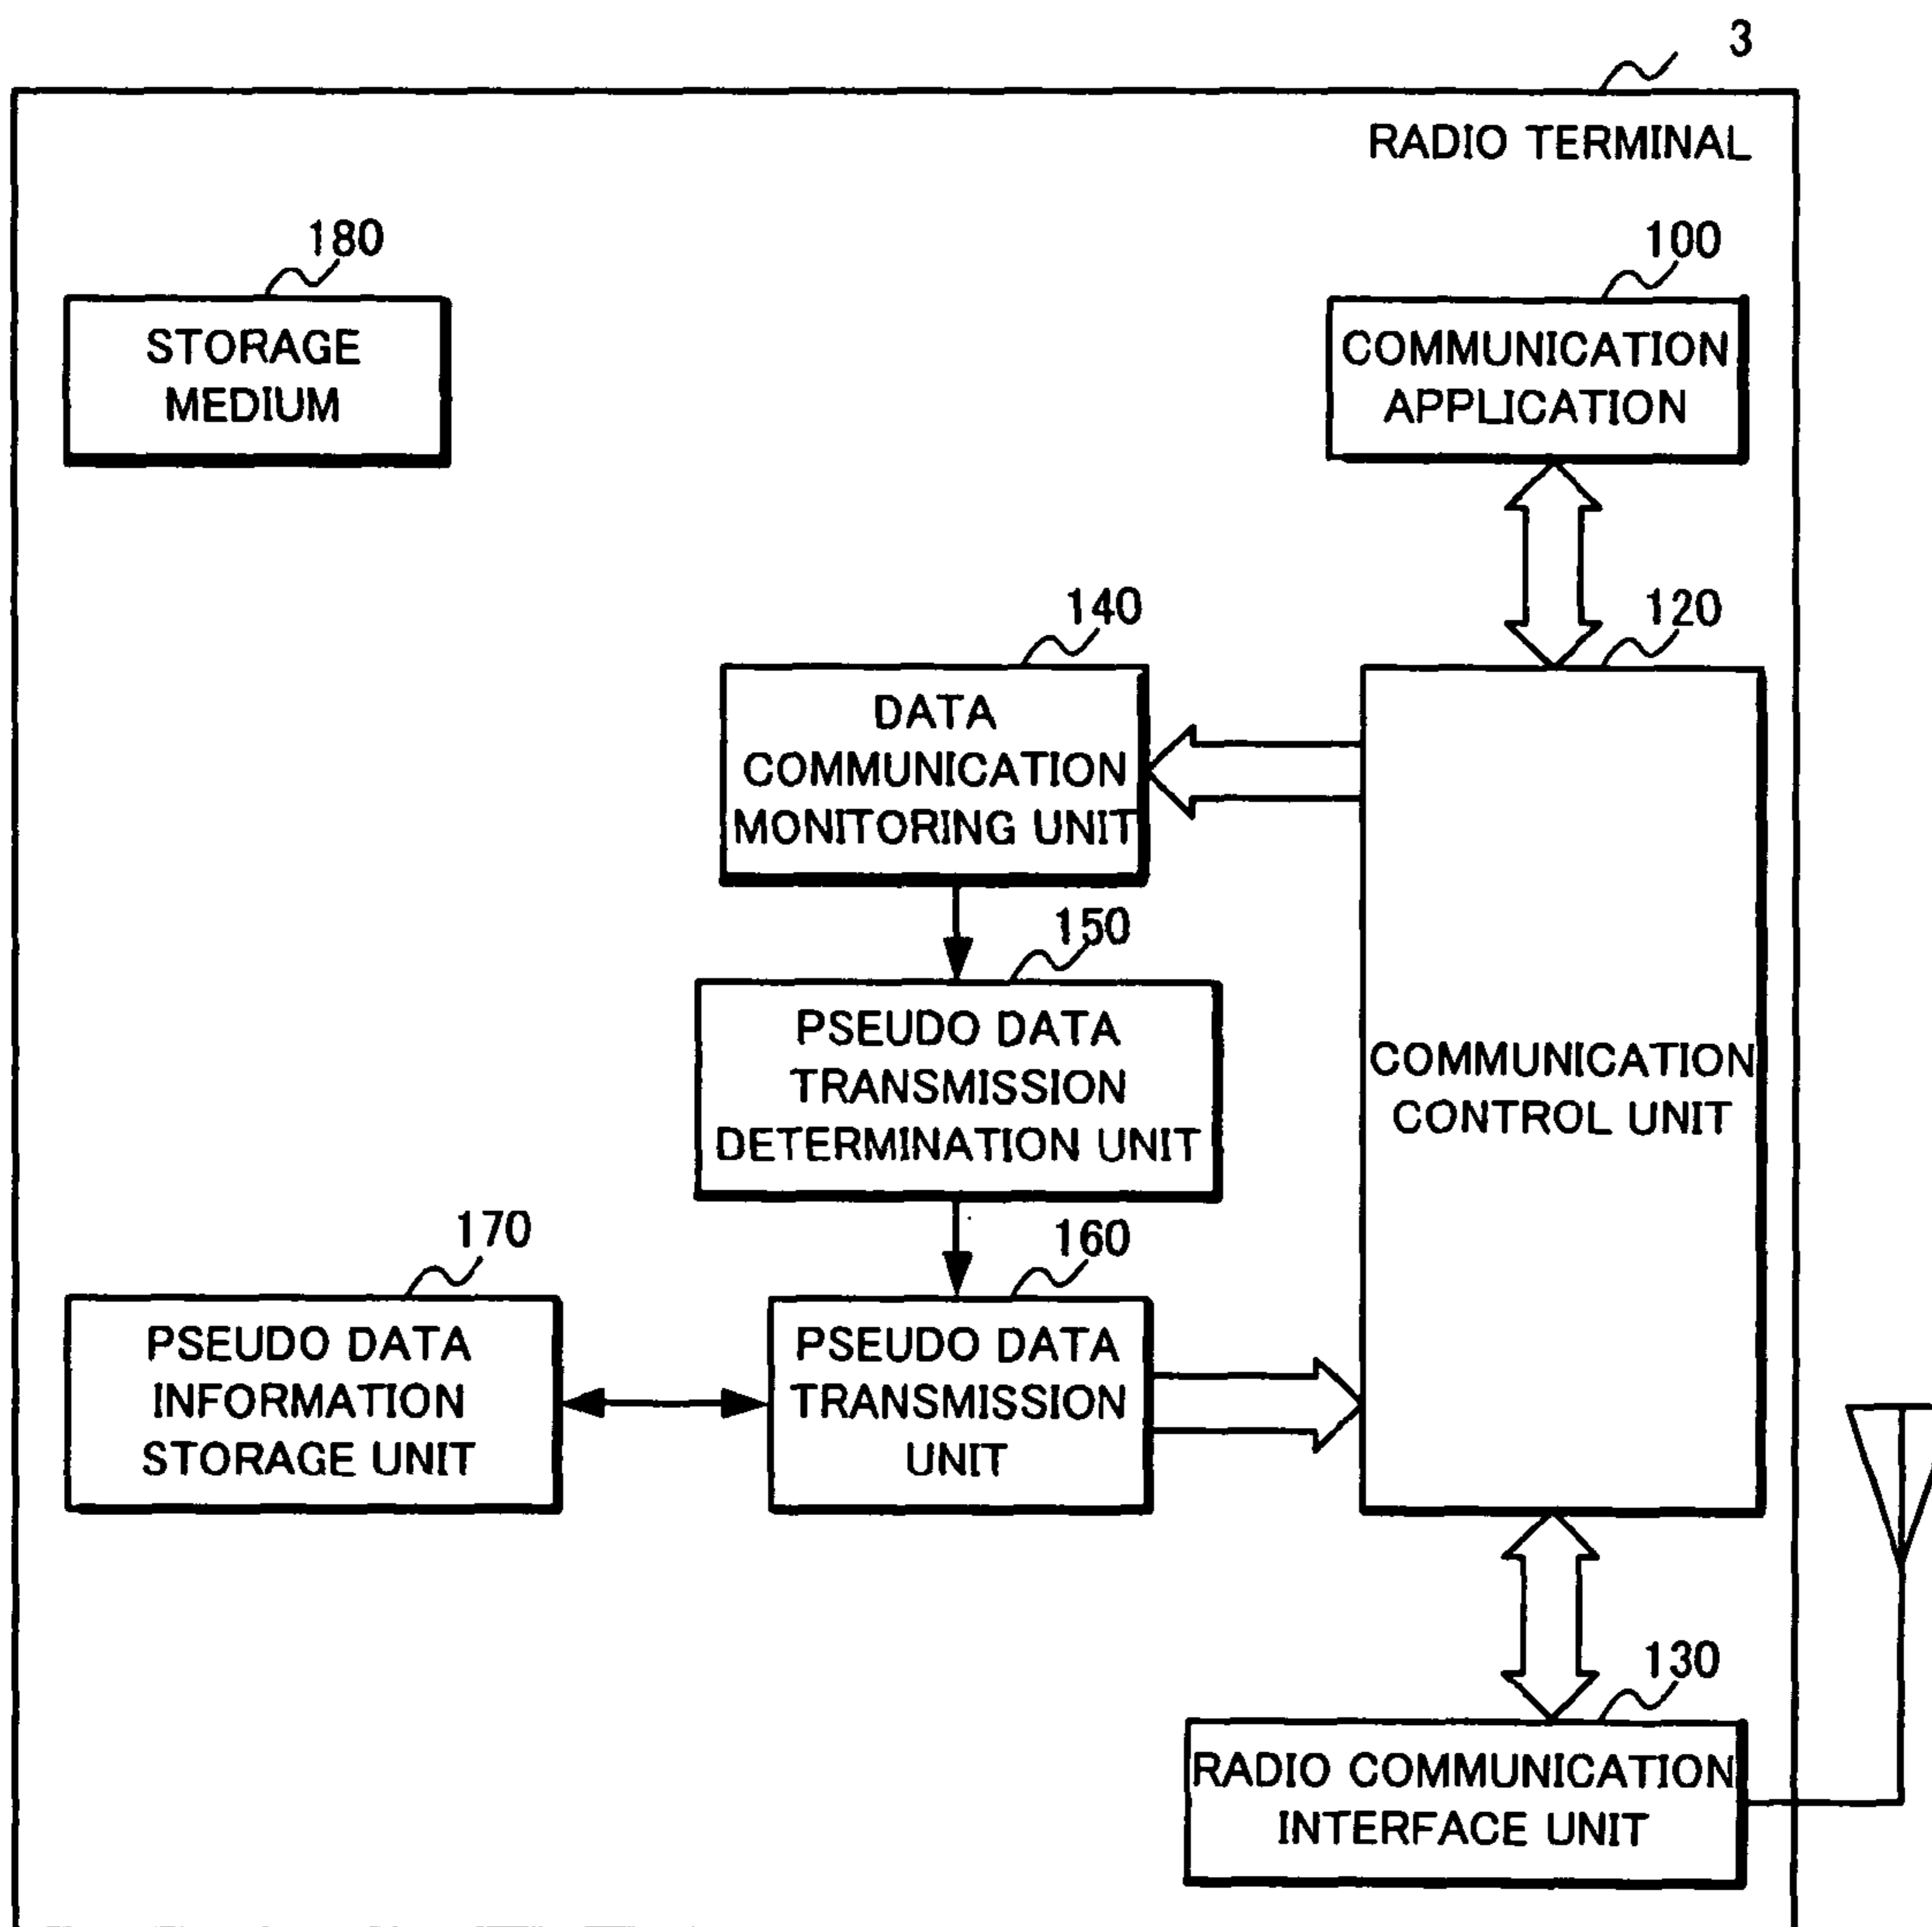 3
RADIO TERMINAL
180
STORAGE
MEDIUM
100
COMMUNICATION
APPLICATION
140
DATA
COMMUNICATION
MONITORING UNIT
120
COMMUNICATION
CONTROL UNIT
150
PSEUDO DATA
TRANSMISSION
DETERMINATION UNIT
170
PSEUDO DATA
INFORMATION
STORAGE UNIT
160
PSEUDO DATA
TRANSMISSION
UNIT
130
RADIO COMMUNICATION
INTERFACE UNIT